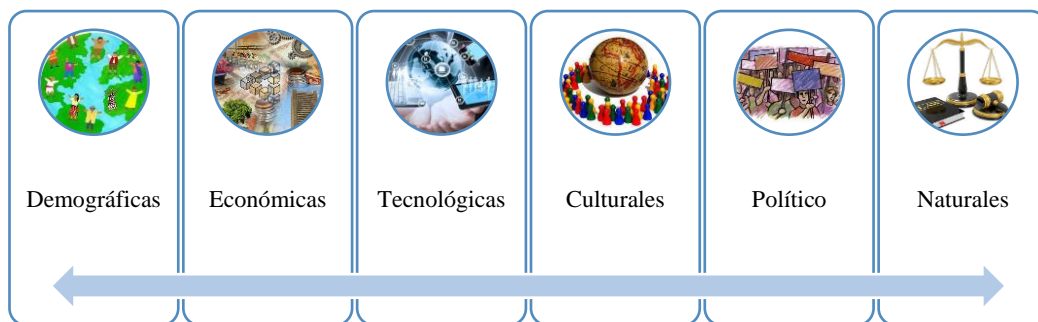 Demográficas
Económicas
Tecnológicas
Culturales
Político
Naturales